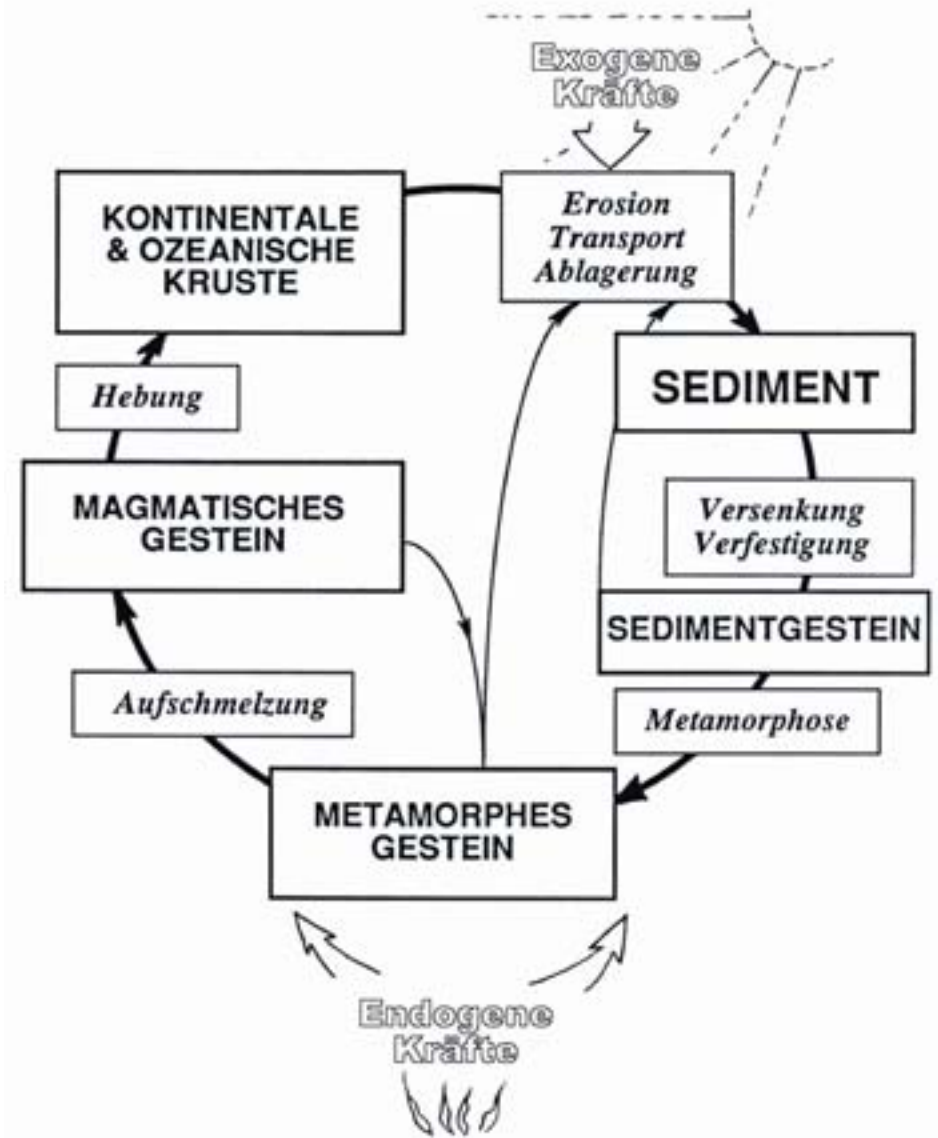 Exogene
Kräfte
KONTINENTALE
& OZEANISCHE
KRUSTE
Erosion
Transport
Ablagerung
SEDIMENT
Hebung
MAGMATISCHES
GESTEIN
Versenkung
Verfestigung
SEDIMENTGESTEIN
Aufschmelzung
Metamorphose
METAMORPHES
GESTEIN
Endogene
Kräfte